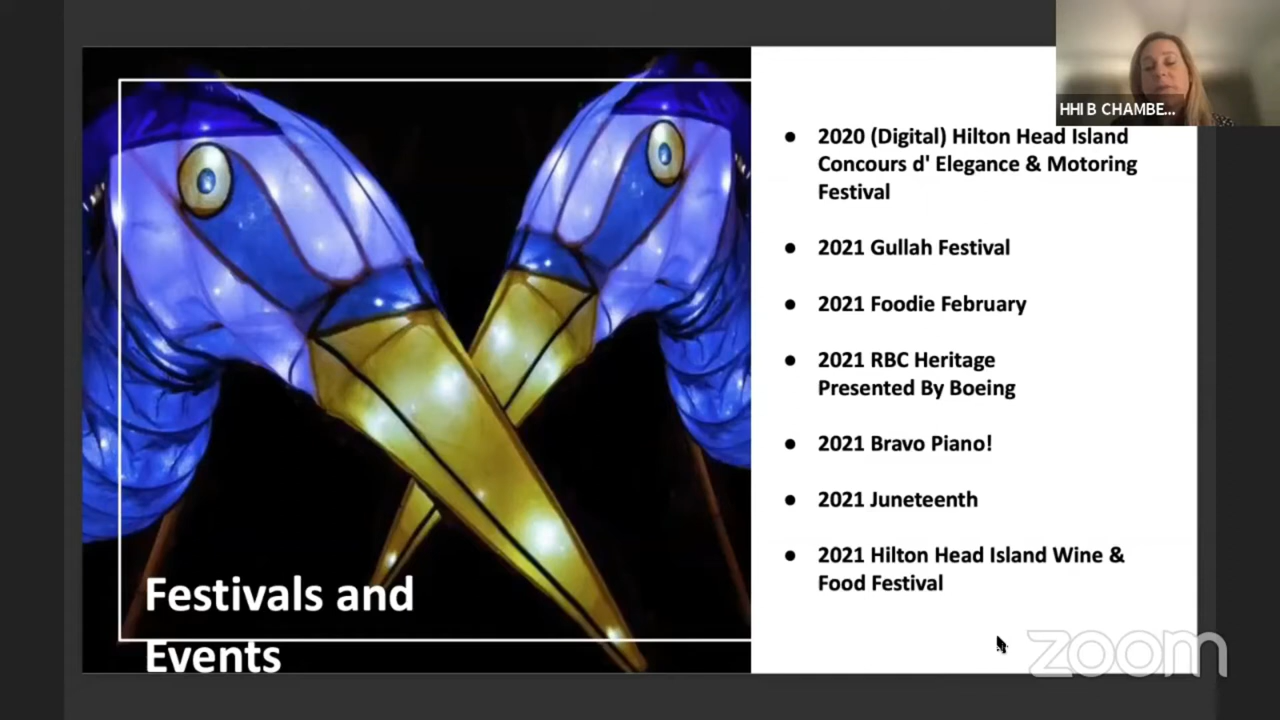 HHI B CHAMBE...
● 2020 (Digital) Hilton Head Island
Concours d' Elegance & Motoring
Festival
● 2021 Gullah Festival
● 2021 Foodie February
● 2021 RBC Heritage
Presented By Boeing
● 2021 Bravo Piano!
● 2021 Juneteenth
● 2021 Hilton Head Island Wine &
Food Festival
Festivals and
Events
zoom